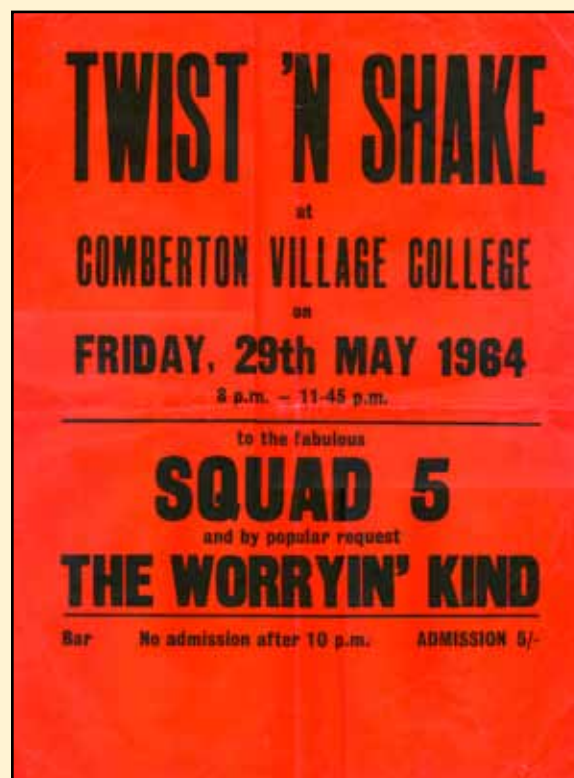 TWIST 'N SHAKE
at
COMBERTON VILLAGE COLLEGE
on
FRIDAY, 29th MAY 1964
8 p.m. – 11-45 p.m.
to the fabulous
SQUAD 5
and by popular request
THE WORRYIN' KIND
Bar No admission after 10 p.m. ADMISSION 5/-